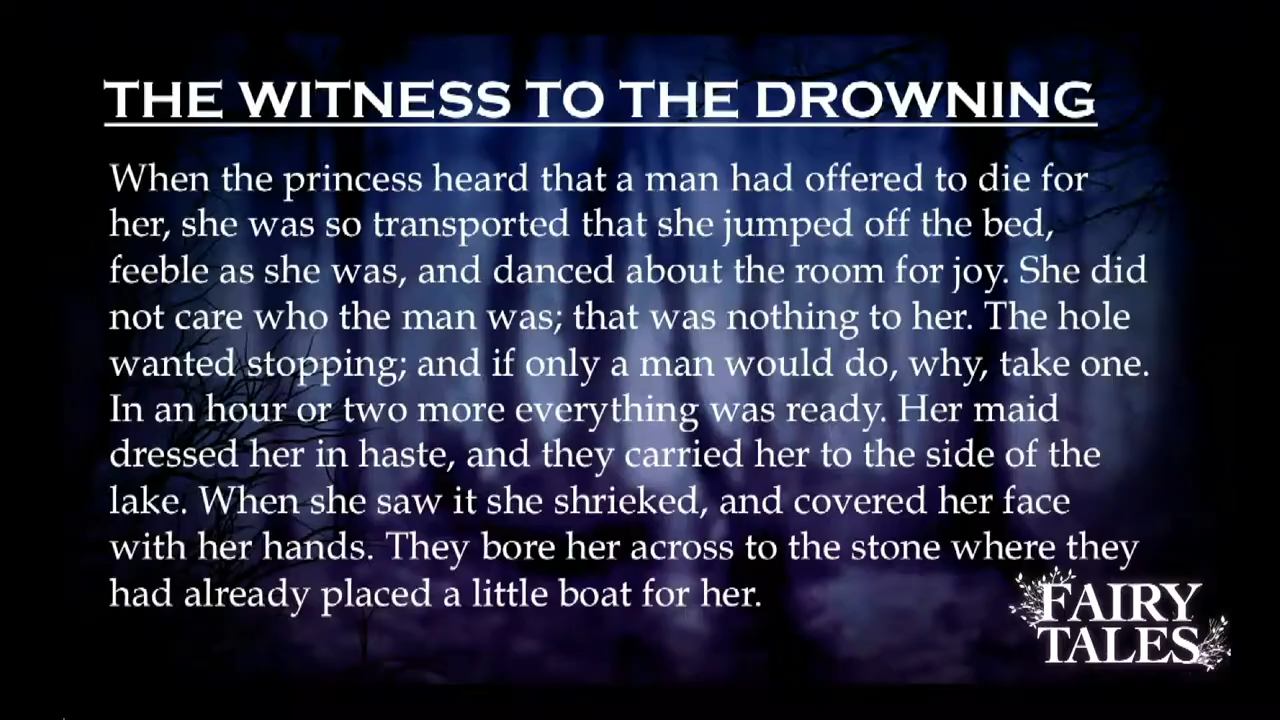 THE WITNESS TO THE DROWNING
When the princess heard that a man had offered to die for
her, she was so transported that she jumped off the bed,
feeble as she was, and danced about the room for joy. She did
not care who the man was; that was nothing to her. The hole
wanted stopping; and if only a man would do, why, take one.
In an hour or two more everything was ready. Her maid
dressed her in haste, and they carried her to the side of the
lake. When she saw it she shrieked, and covered her face
with her hands. They bore her across to the stone where they
had already placed a little boat for her.
FAIRY
TALES